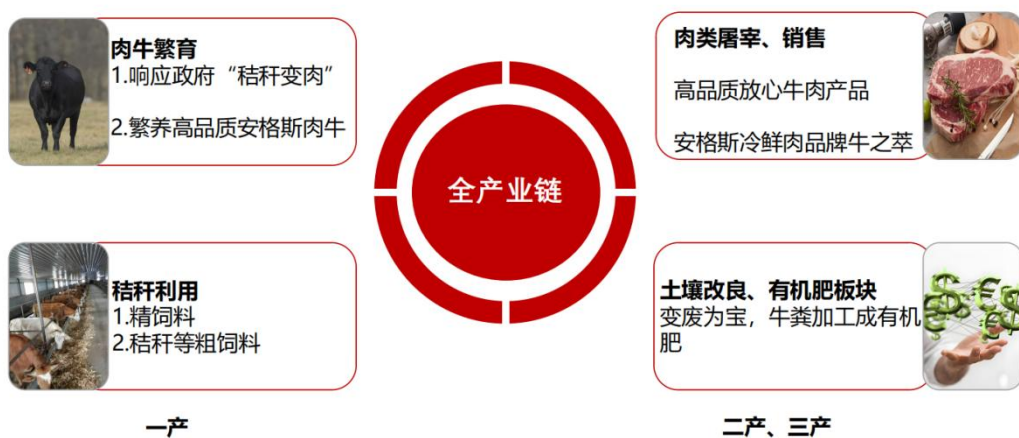 肉牛繁育
1.响应政府“秸秆变肉”
2.繁养高品质安格斯肉牛
肉类屠宰、销售
高品质放心牛肉产品
安格斯冷鲜肉品牌牛之萃
全产业链
秸秆利用
1.精饲料
2.秸秆等粗饲料
土壤改良、有机肥板块
变废为宝，牛粪加工成有机
肥
一产
二产、三产